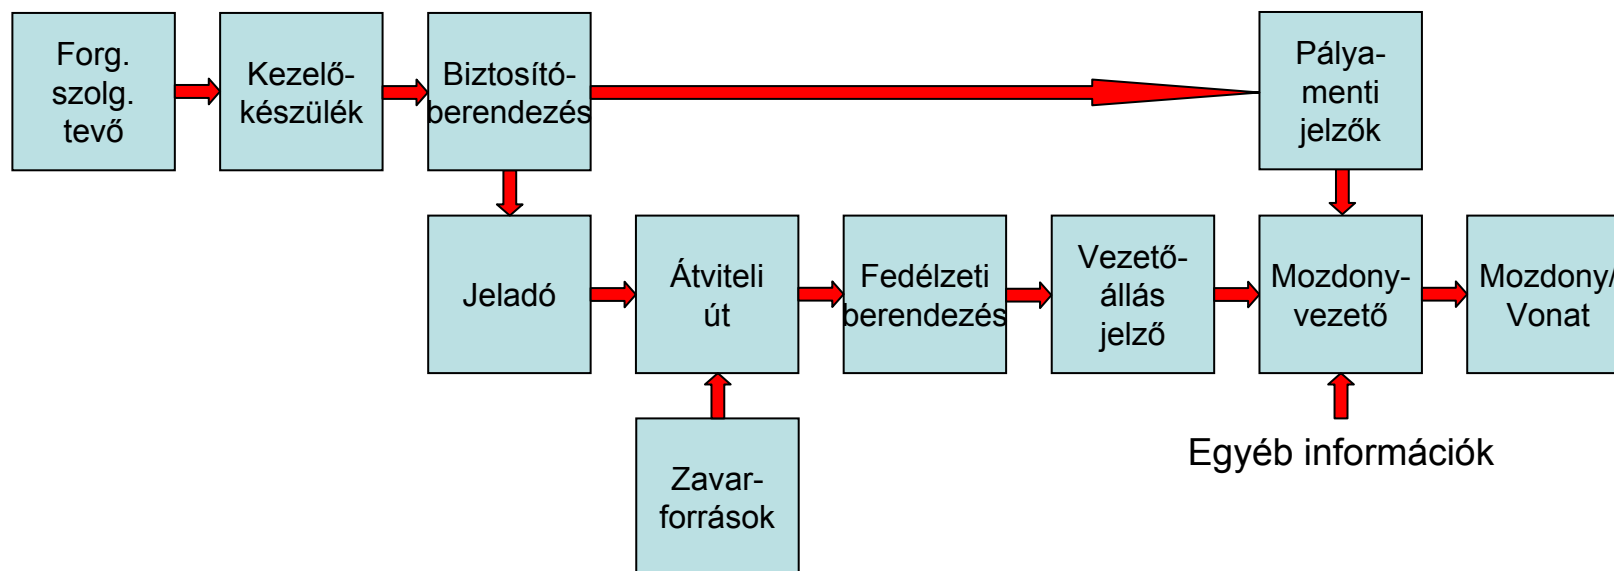 Forg.
szolg.
tevő
Kezelő-
készülék
Biztosító-
berendezés
Pálya-
menti
jelzők
Jeladó
Átviteli
út
Fedélzeti
berendezés
Vezető-
állás
jelző
Mozdony-
vezető
Mozdony/
Vonat
Zavar-
források
Egyéb információk